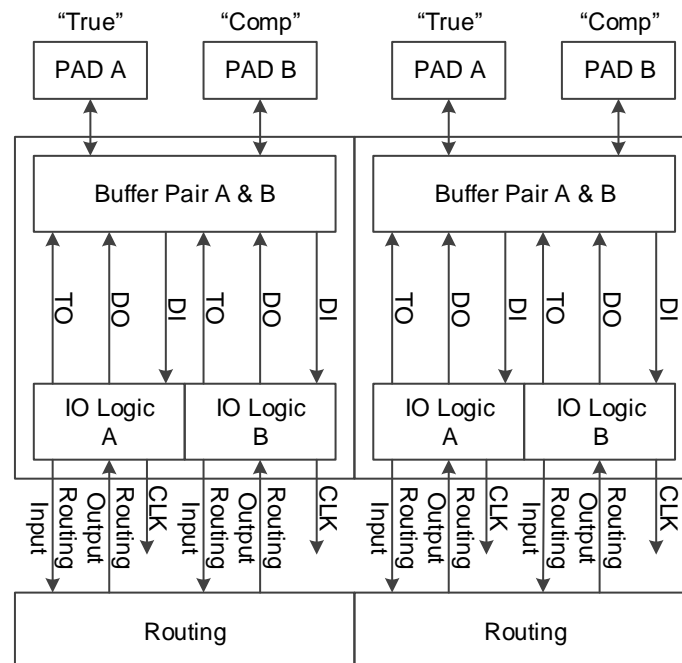 “True” “Comp” “True” “Comp”
PAD A PAD B PAD A PAD B
Buffer Pair A & B Buffer Pair A & B
TO DO DI TO DO DI TO DO DI TO DO DI
IO Logic A IO Logic B IO Logic A IO Logic B
Routing Input Routing Output CLK Routing Input Routing Output CLK Routing Input Routing Output CLK Routing Input Routing Output CLK
Routing Routing